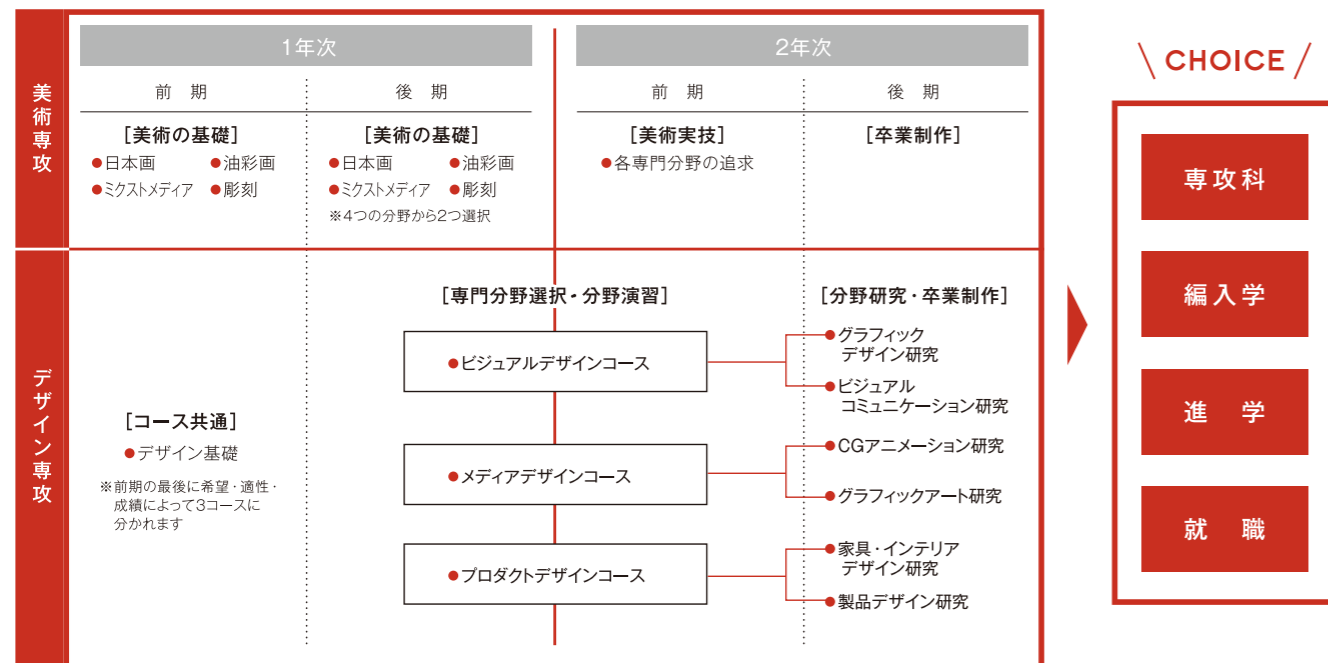 1年次
2年次
前 期
後 期
前 期
後 期
美術専攻
[美術の基礎]
●日本画 ●油彩画
●ミクストメディア ●彫刻
[美術の基礎]
●日本画 ●油彩画
●ミクストメディア ●彫刻
※4つの分野から2つ選択
[美術実技]
●各専門分野の追求
[卒業制作]
デザイン専攻
[コース共通]
●デザイン基礎
※前期の最後に希望・適性・
成績によって3コースに
分かれます
[専門分野選択・分野演習]
●ビジュアルデザインコース
●メディアデザインコース
●プロダクトデザインコース
[分野研究・卒業制作]
●グラフィック
デザイン研究
●ビジュアル
コミュニケーション研究
●CGアニメーション研究
●グラフィックアート研究
●家具・インテリア
デザイン研究
●製品デザイン研究
\ CHOICE /
専攻科
編入学
進 学
就 職